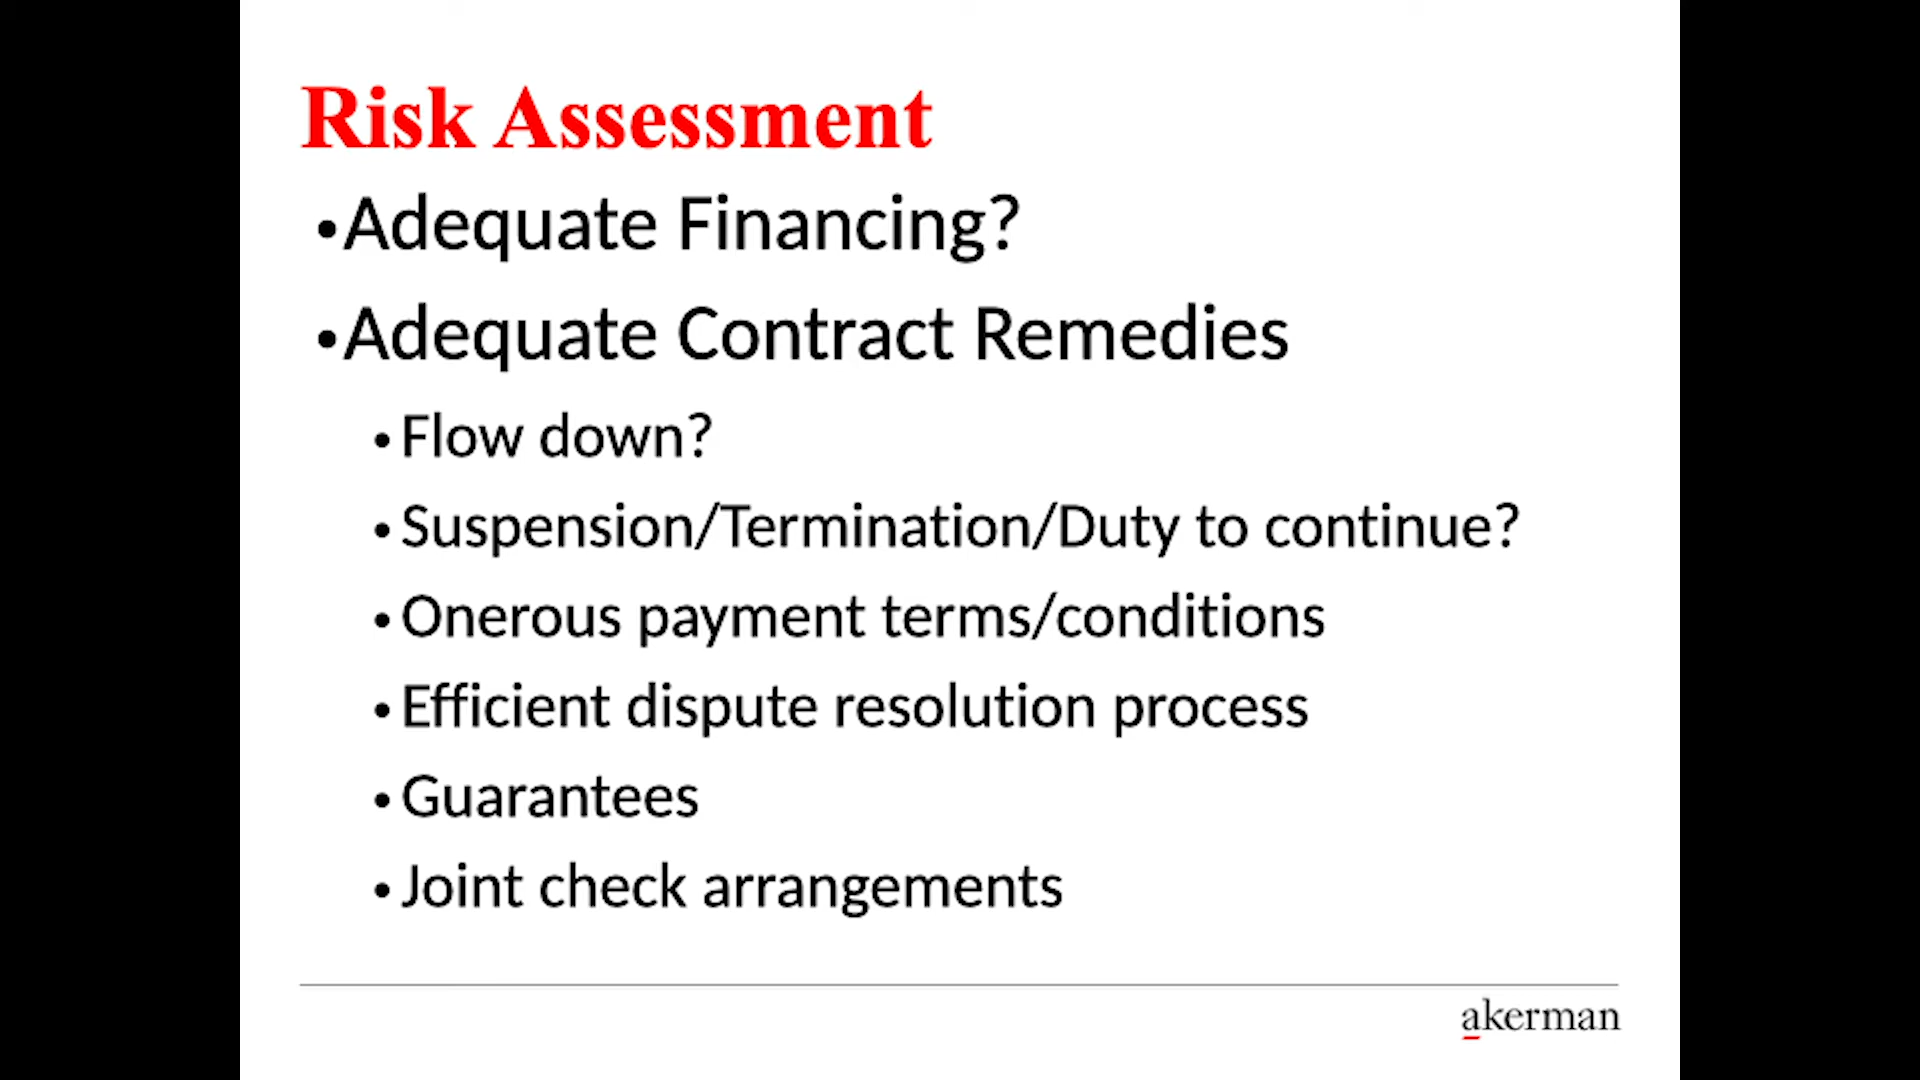 Risk Assessment
•Adequate Financing?
•Adequate Contract Remedies
•Flow down?
•Suspension/Termination/Duty to continue?
•Onerous payment terms/conditions
•Efficient dispute resolution process
•Guarantees
•Joint check arrangements
akerman